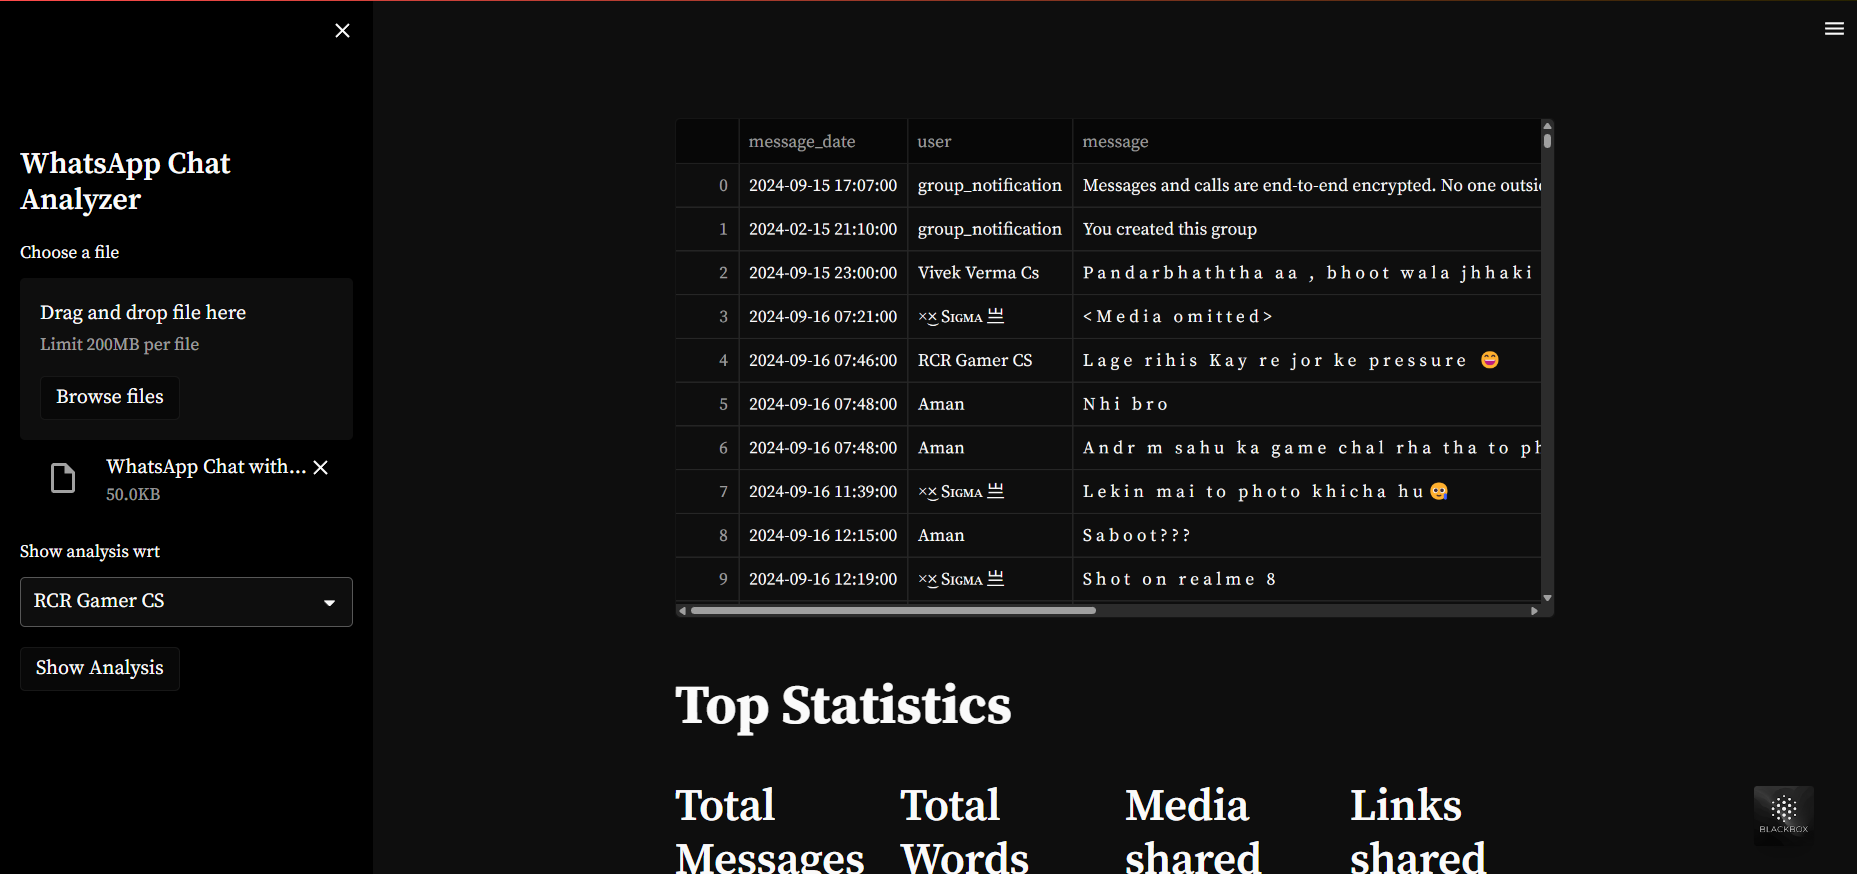 WhatsApp Chat
Analyzer
Choose a file
Drag and drop file here
Limit 200MB per file
Browse files
WhatsApp Chat with...
50.0KB
Show analysis wrt
RCR Gamer CS
Show Analysis
message_date user message
0 2024-09-15 17:07:00 group_notification Messages and calls are end-to-end encrypted. No one outsi
1 2024-02-15 21:10:00 group_notification You created this group
2 2024-09-15 23:00:00 Vivek Verma Cs Pandarbhaththa aa , bhoot wala jhhaki
3 2024-09-16 07:21:00 ×͜× Sɪɢᴍᴀ 亗 <Media omitted>
4 2024-09-16 07:46:00 RCR Gamer CS Lage rihis Kay re jor ke pressure 😄
5 2024-09-16 07:48:00 Aman Nhi bro
6 2024-09-16 07:48:00 Aman Andr m sahu ka game chal rha tha to ph
7 2024-09-16 11:39:00 ×͜× Sɪɢᴍᴀ 亗 Lekin mai to photo khicha hu🥲
8 2024-09-16 12:15:00 Aman Saboot???
9 2024-09-16 12:19:00 ×͜× Sɪɢᴍᴀ 亗 Shot on realme 8
Top Statistics
Total
Messages
Total
Words
Media
shared
Links
shared
BLACKBOX